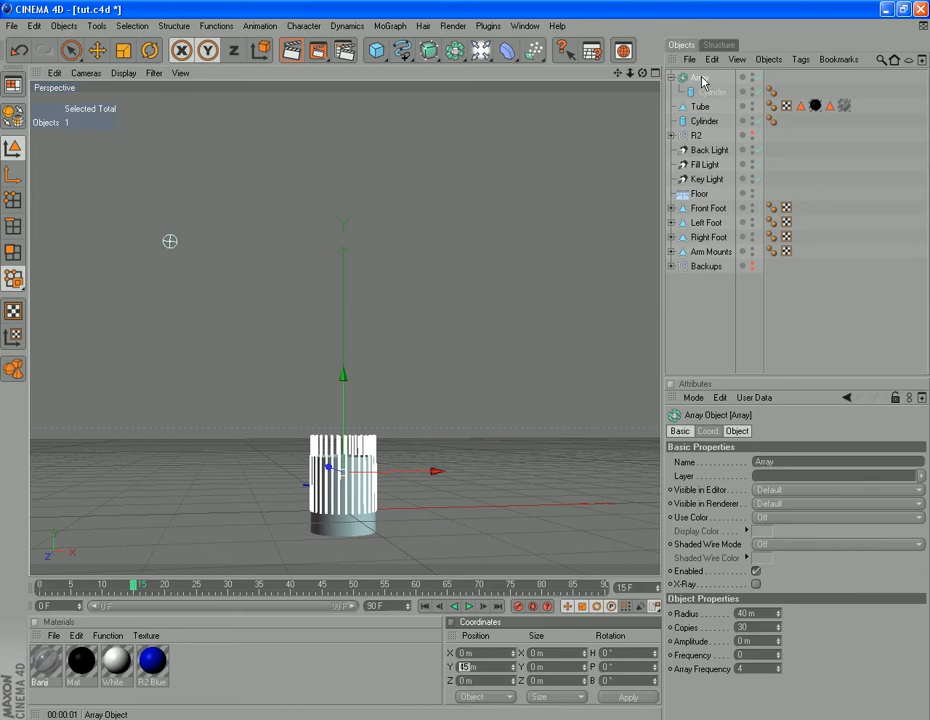 CINEMA 4D - [tut.c4d *]
File Edit Objects Tools Selection Structure Functions Animation Character Dynamics MoGraph Hair Render Plugins Window Help
Edit Cameras Display Filter View
Perspective
Selected Total
Objects 1
Y
Y
Z X
0 5 10 15 20 25 30 35 40 45 50 55 60 65 70 75 80 85 90
15 F
0 F 0 F 90 F 90 F
Materials
File Edit Function Texture
Banji Mat White R2 Blue
Coordinates
Position Size Rotation
X 0 m X 0 m H 0 °
Y 45 m Y 0 m P 0 °
Z 0 m Z 0 m B 0 °
Object Size Apply
MAXON CINEMA 4D
00:00:01 Array Object
Objects Structure
File Edit View Objects Tags Bookmarks
Array
Cylinder
Tube
Cylinder
R2
Back Light
Fill Light
Key Light
Floor
Front Foot
Left Foot
Right Foot
Arm Mounts
Backups
Attributes
Mode Edit User Data
Array Object [Array]
Basic Coord. Object
Basic Properties
Name Array
Layer
Visible in Editor Default
Visible in Renderer Default
Use Color Off
Display Color
Shaded Wire Mode Off
Shaded Wire Color
Enabled
X-Ray
Object Properties
Radius 40 m
Copies 30
Amplitude 0 m
Frequency 0
Array Frequency 4